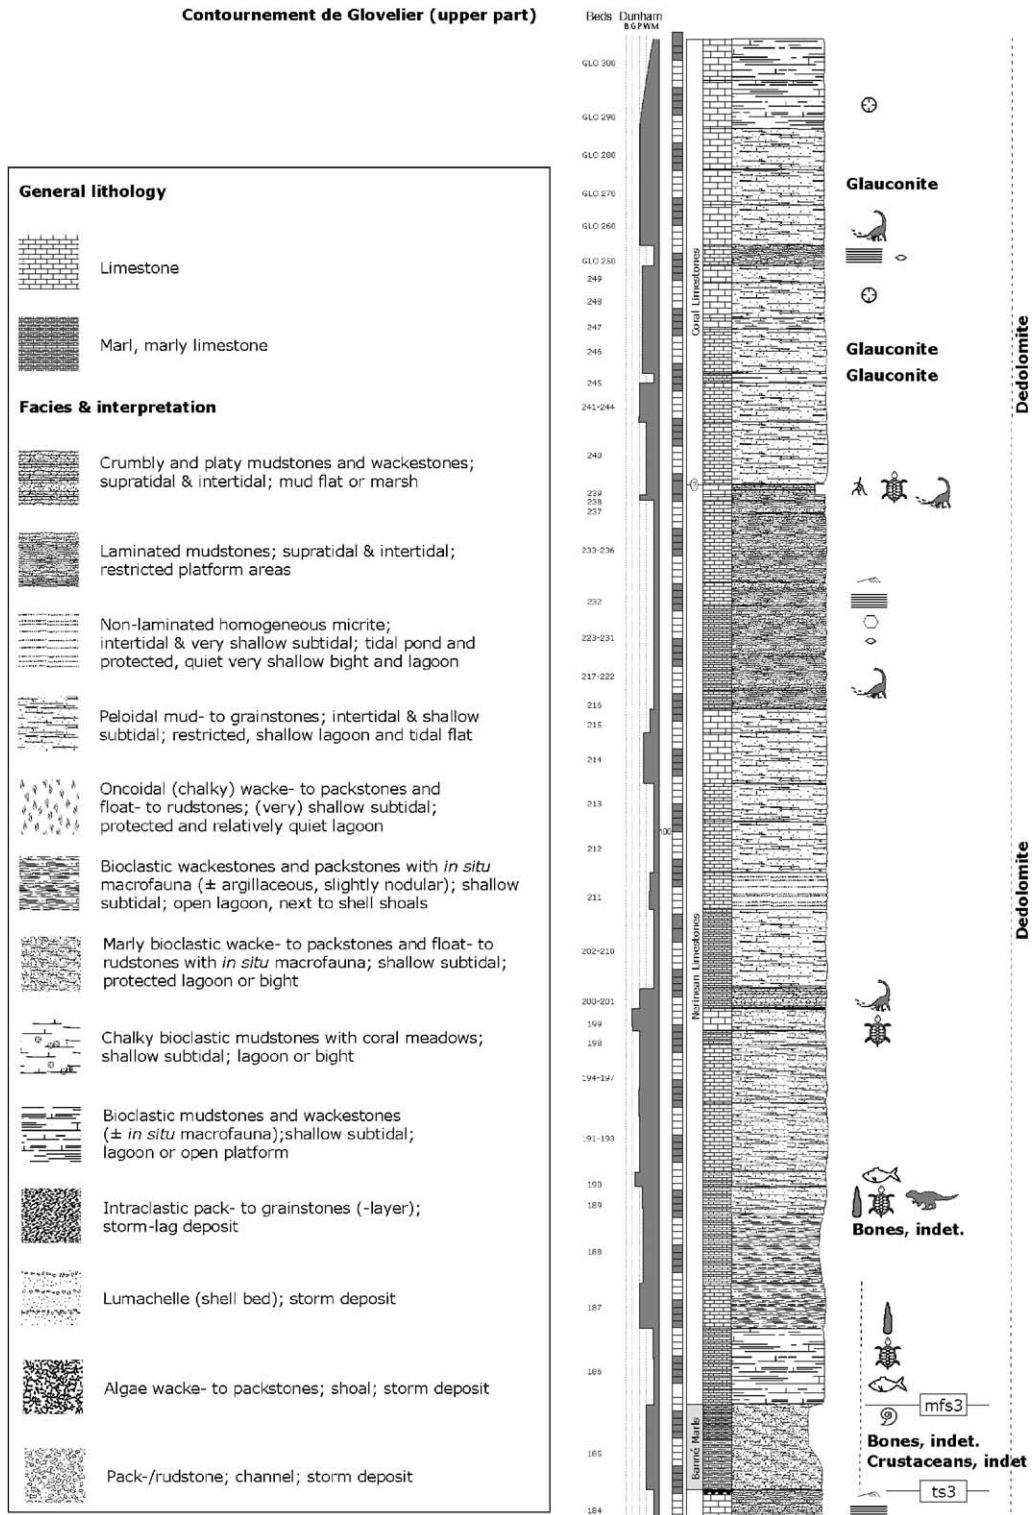 Contournement de Glovelier (upper part)
Beds Dunham
B G P W M
General lithology
Limestone
Marl, marly limestone
Facies & interpretation
Crumbly and platy mudstones and wackestones;
supratidal & intertidal; mud flat or marsh
Laminated mudstones; supratidal & intertidal;
restricted platform areas
Non-laminated homogeneous micrite;
intertidal & very shallow subtidal; tidal pond and
protected, quiet very shallow bight and lagoon
Peloidal mud- to grainstones; intertidal & shallow
subtidal; restricted, shallow lagoon and tidal flat
Oncoidal (chalky) wacke- to packstones and
float- to rudstones; (very) shallow subtidal;
protected and relatively quiet lagoon
Bioclastic wackestones and packstones with in situ
macrofauna (± argillaceous, slightly nodular); shallow
subtidal; open lagoon, next to shell shoals
Marly bioclastic wacke- to packstones and float- to
rudstones with in situ macrofauna; shallow subtidal;
protected lagoon or bight
Chalky bioclastic mudstones with coral meadows;
shallow subtidal; lagoon or bight
Bioclastic mudstones and wackestones
(± in situ macrofauna);shallow subtidal;
lagoon or open platform
Intraclastic pack- to grainstones (-layer);
storm-lag deposit
Lumachelle (shell bed); storm deposit
Algae wacke- to packstones; shoal; storm deposit
Pack-/rudstone; channel; storm deposit
GLO 300
GLO 290
GLO 280
GLO 270
GLO 260
GLO 250
249
248
247
246
245
241-244
240
239
238
237
233-236
232
223-231
217-222
216
215
214
213
212
211
202-210
200-201
199
198
194-197
191-193
190
189
188
187
186
185
184
100
Coral Limestones
Nerinean Limestones
Banné Marls
?
Glauconite
Glauconite
Glauconite
Bones, indet.
mfs3
Bones, indet.
Crustaceans, indet
ts3
Dedolomite
Dedolomite